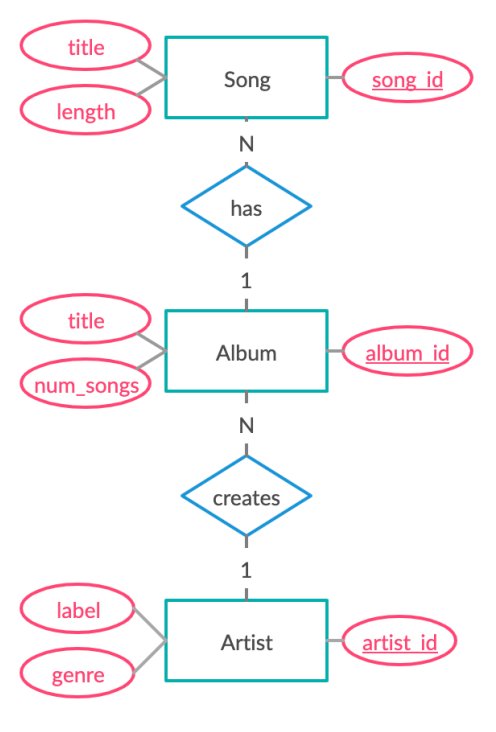 title
Song
song_id
length
N
has
1
title
Album
album_id
num_songs
N
creates
1
label
Artist
artist_id
genre